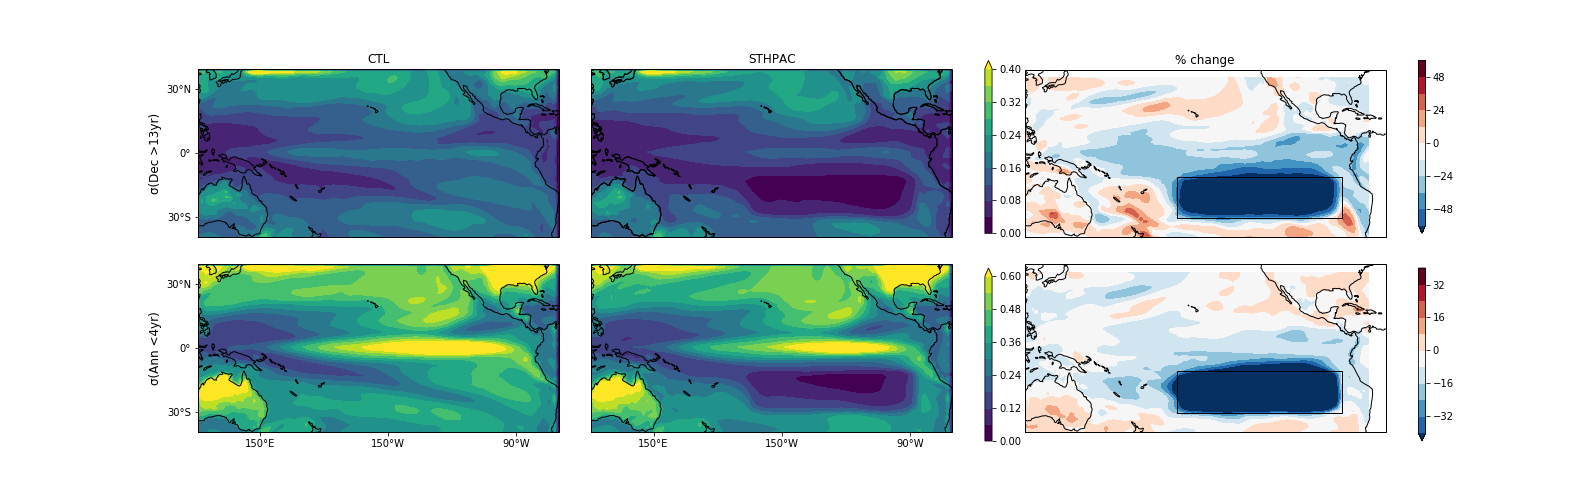 CTL STHPAC % change
σ(Dec >13yr)
30°N
0°
30°S
0.40
0.32
0.24
0.16
0.08
0.00
48
24
0
−24
−48
σ(Ann <4yr)
30°N
0°
30°S
150°E 150°W 90°W
150°E 150°W 90°W
0.60
0.48
0.36
0.24
0.12
0.00
32
16
0
−16
−32